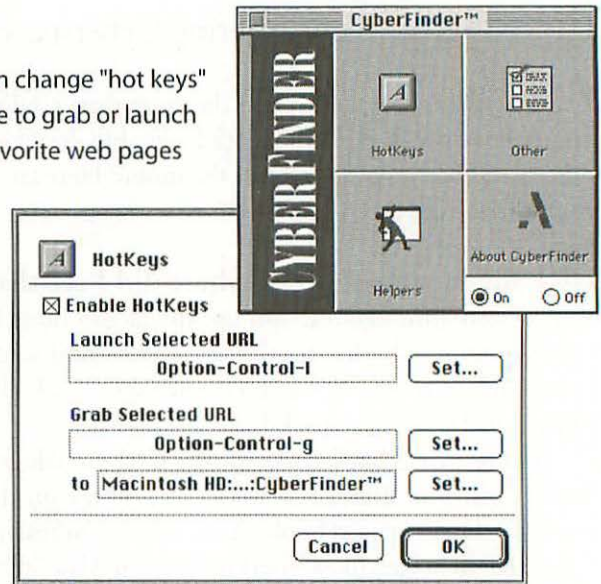 CyberFinder™
n change "hot keys"
e to grab or launch
vorite web pages
CYBERFINDER
HotKeys
Other
Helpers
About CyberFinder
On
Off
A
HotKeys
Enable HotKeys
Launch Selected URL
Option-Control-l
Set...
Grab Selected URL
Option-Control-g
Set...
to Macintosh HD:...:CyberFinder™
Set...
Cancel
OK